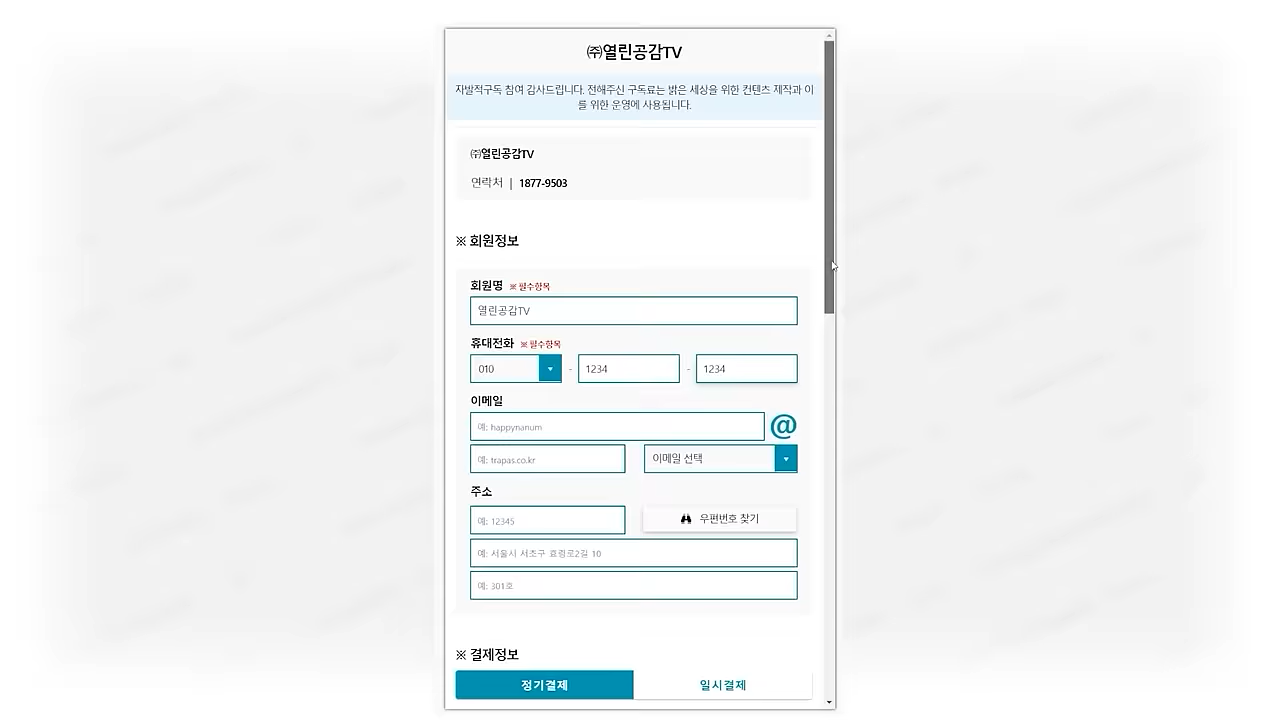 ㈜열린공감TV
자발적구독 참여 감사드립니다. 전해주신 구독료는 밝은 세상을 위한 컨텐츠 제작과 이
를 위한 운영에 사용됩니다.
㈜열린공감TV
연락처 | 1877-9503
※ 회원정보
회원명 ※ 필수항목
열린공감TV
휴대전화 ※ 필수항목
010 - 1234 - 1234
이메일
예: happynanum @
예: trapas.co.kr 이메일 선택
주소
예: 12345 우편번호 찾기
예: 서울시 서초구 효령로2길 10
예: 301호
※ 결제정보
정기결제 일시결제